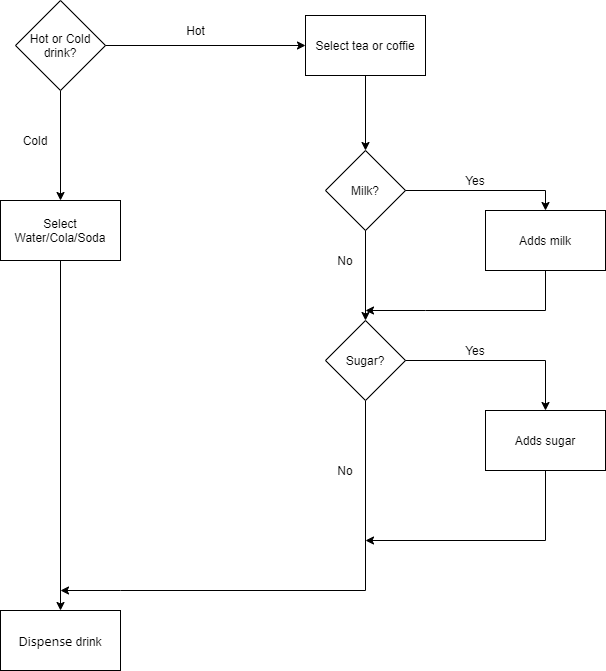 Hot or Cold
drink?
Hot
Select tea or coffie
Cold
Milk?
Yes
Select
Water/Cola/Soda
Adds milk
No
Sugar?
Yes
Adds sugar
No
Dispense drink